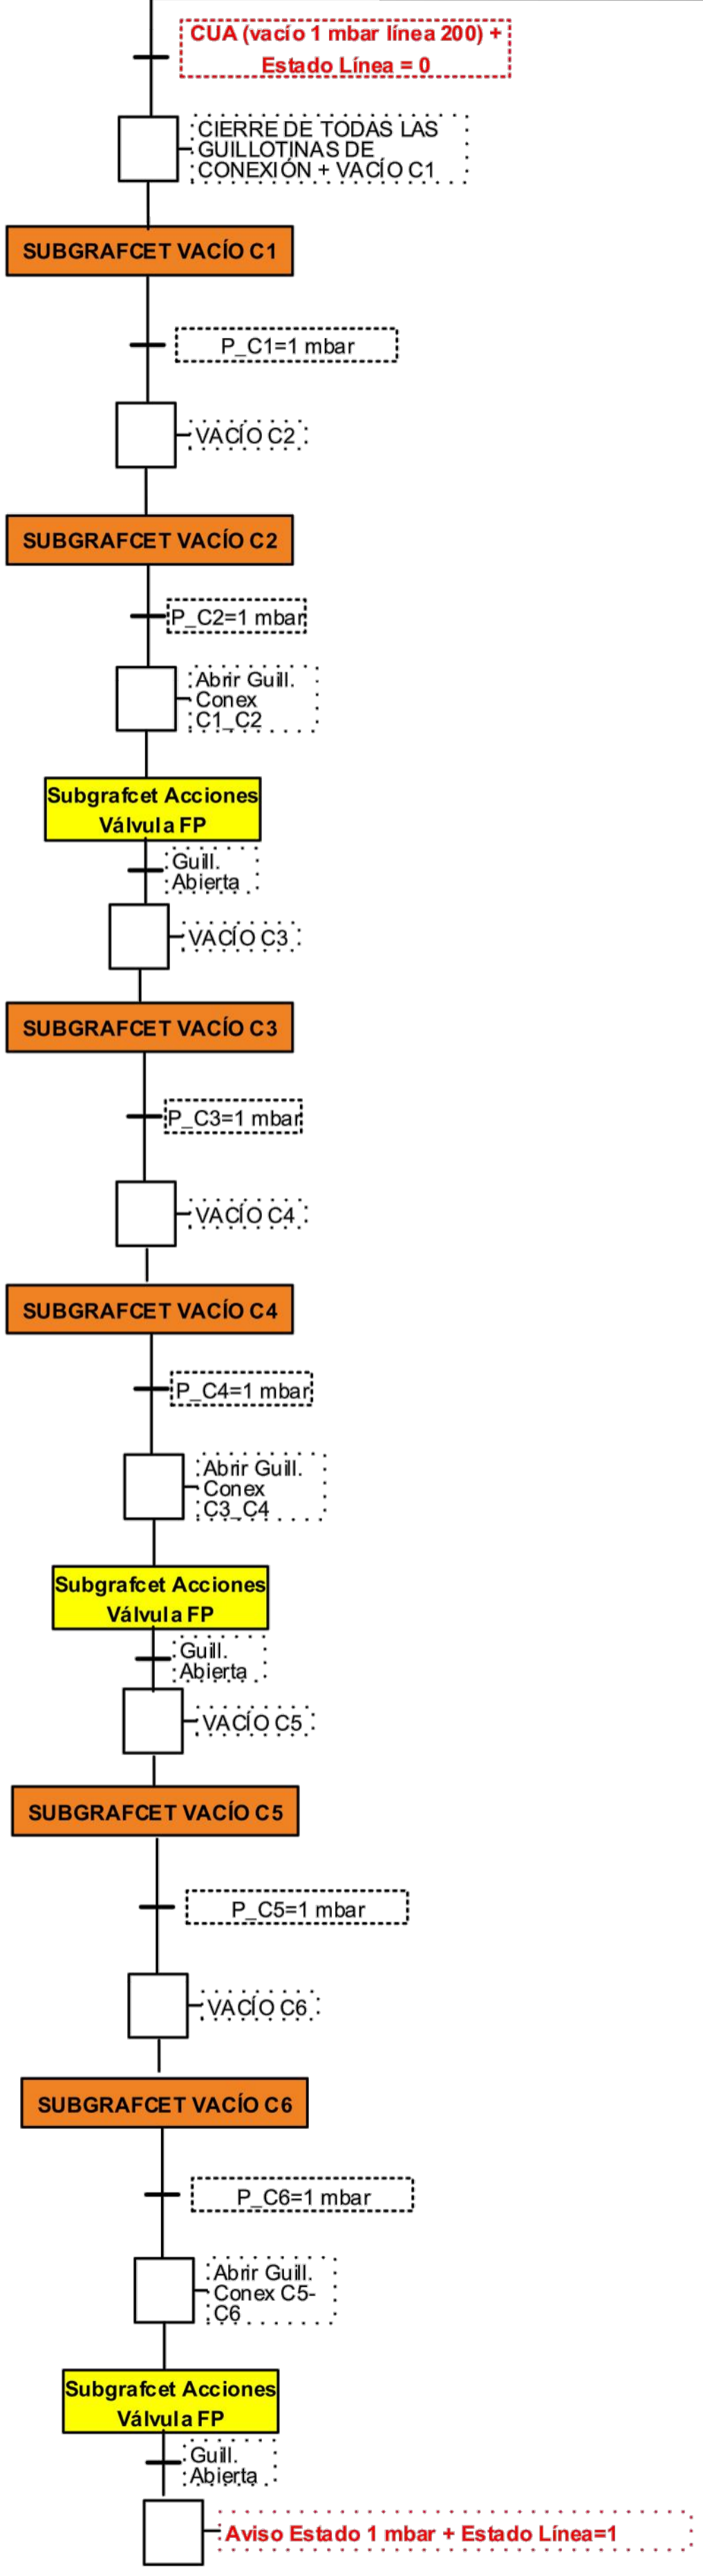 CUA (vacío 1 mbar línea 200) +
Estado Línea = 0
CIERRE DE TODAS LAS
GUILLOTINAS DE
CONEXIÓN + VACÍO C1
SUBGRAFCET VACÍO C1
P_C1=1 mbar
VACÍO C2
SUBGRAFCET VACÍO C2
P_C2=1 mbar
Abrir Guill.
Conex
C1_C2
Subgrafcet Acciones
Válvula FP
Guill.
Abierta
VACÍO C3
SUBGRAFCET VACÍO C3
P_C3=1 mbar
VACÍO C4
SUBGRAFCET VACÍO C4
P_C4=1 mbar
Abrir Guill.
Conex
C3_C4
Subgrafcet Acciones
Válvula FP
Guill.
Abierta
VACÍO C5
SUBGRAFCET VACÍO C5
P_C5=1 mbar
VACÍO C6
SUBGRAFCET VACÍO C6
P_C6=1 mbar
Abrir Guill.
Conex C5-
C6
Subgrafcet Acciones
Válvula FP
Guill.
Abierta
Aviso Estado 1 mbar + Estado Línea=1